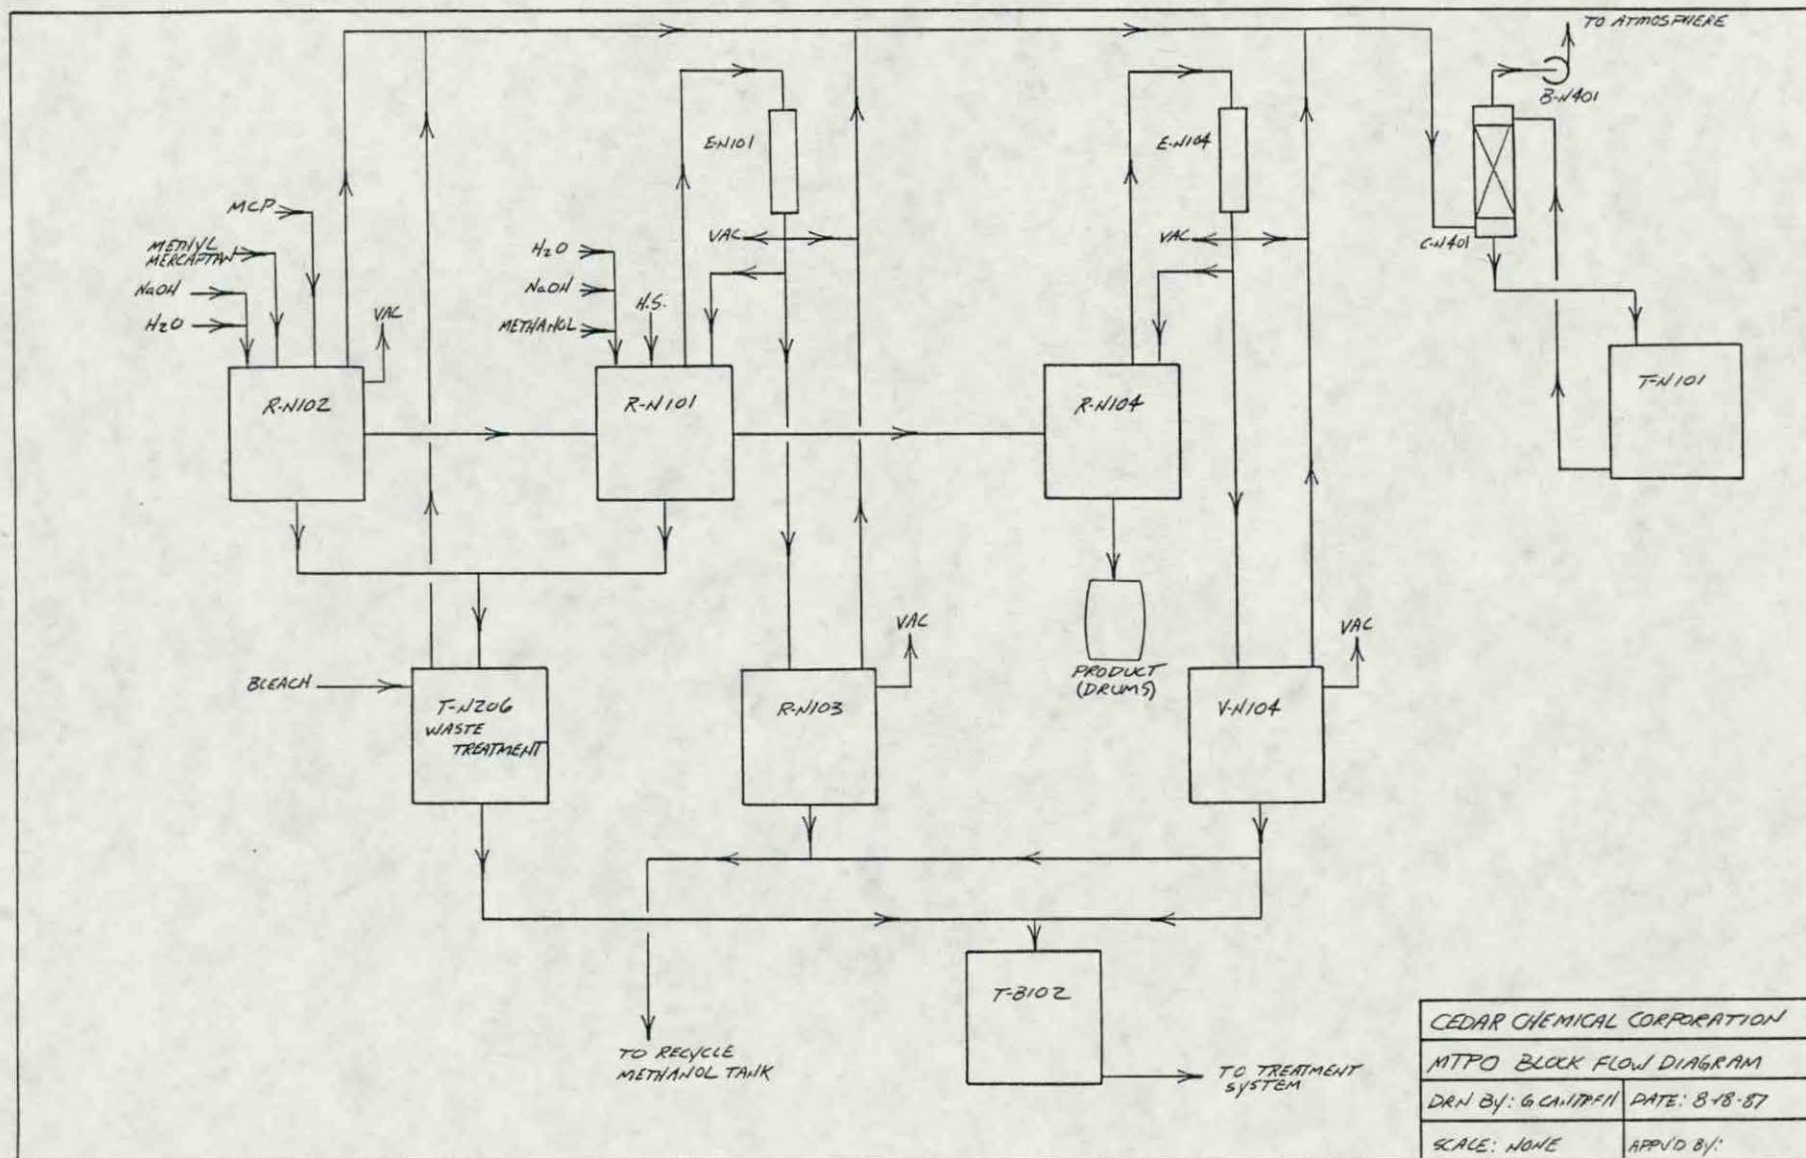 TO ATMOSPHERE
B-N401
E-N101
E-N104
MCP
METHYL
MERCAPTAN
NaOH
H2O
VAC
H2O
NaOH
H.S.
METHANOL
VAC
VAC
C-N401
R-N102
R-N101
R-N104
T-N101
BLEACH
T-N206
WASTE
TREATMENT
R-N103
VAC
PRODUCT
(DRUMS)
V-N104
VAC
T-B102
TO RECYCLE
METHANOL TANK
TO TREATMENT
SYSTEM
CEDAR CHEMICAL CORPORATION
MTPO BLOCK FLOW DIAGRAM
DRN BY:
DATE: 8-18-87
SCALE: NONE
APPV'D BY: